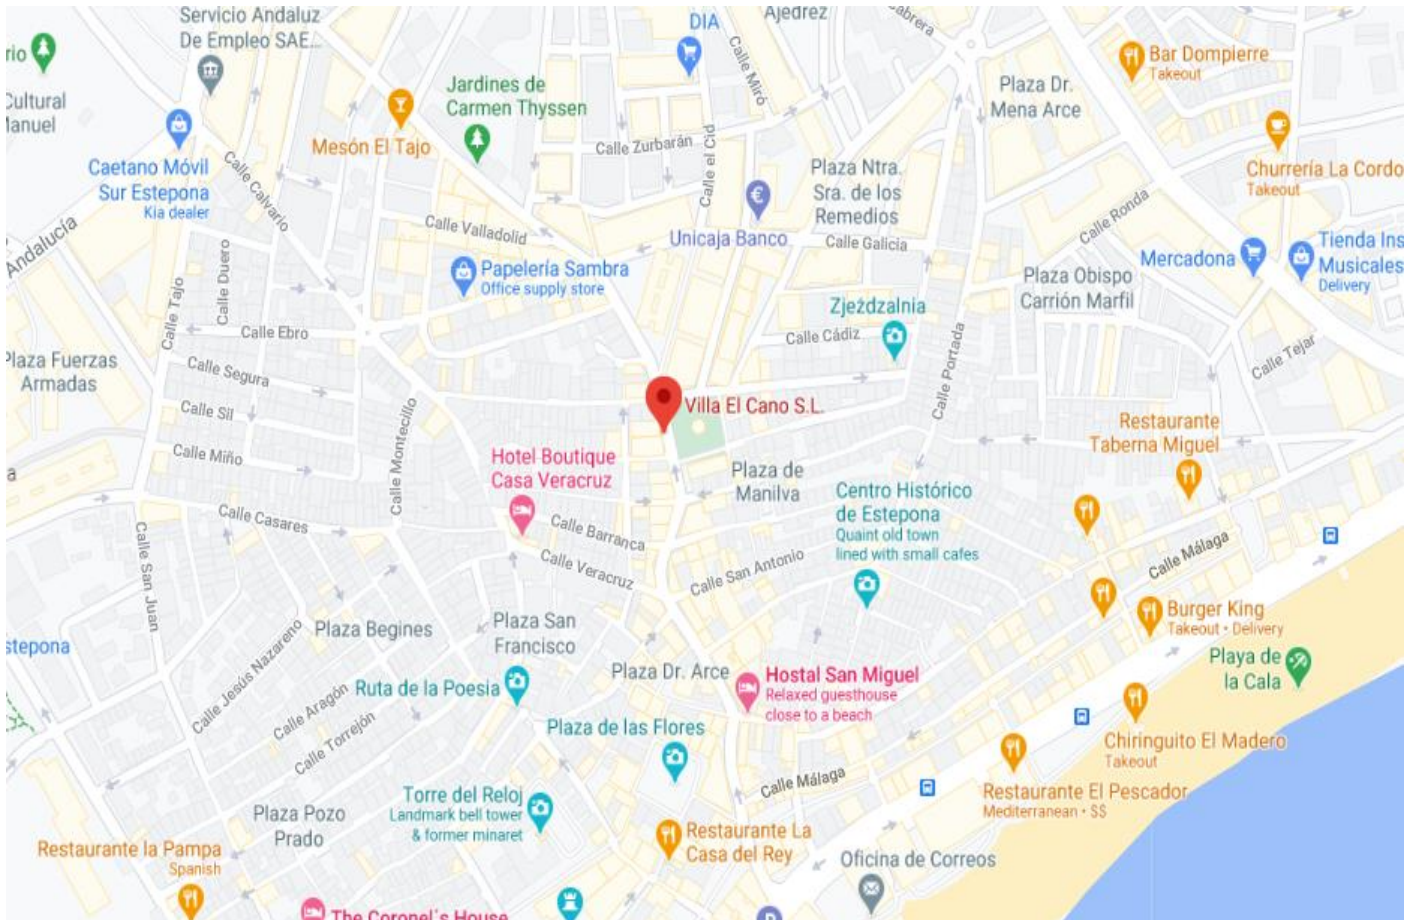 Servicio Andaluz
De Empleo SAE...
DIA
Ajedrez
Cabrera
rio
Cultural
Manuel
Jardines de
Carmen Thyssen
Calle Miró
Plaza Dr.
Mena Arce
Bar Dompierre
Takeout
Mesón El Tajo
Calle Zurbarán
Calle el Cid
Churrería La Cordo
Takeout
Caetano Móvil
Sur Estepona
Kia dealer
Calle Calvario
Plaza Ntra.
Sra. de los
Remedios
Calle Ronda
Andalucía
Calle Duero
Calle Valladolid
Unicaja Banco
Calle Galicia
Mercadona
Tienda Ins
Musicales
Delivery
Papelería Sambra
Office supply store
Plaza Obispo
Carrión Marfil
Calle Tajo
Calle Ebro
Zjeżdzalnia
Calle Cádiz
Calle Portada
Calle Tejar
Plaza Fuerzas
Armadas
Calle Segura
Calle Sil
Calle Miño
Calle Montecillo
Villa El Cano S.L.
Restaurante
Taberna Miguel
a
Hotel Boutique
Casa Veracruz
Plaza de
Manilva
Centro Histórico
de Estepona
Quaint old town
lined with small cafes
Calle Casares
Calle Barranca
Calle San Juan
Calle Veracruz
Calle San Antonio
Calle Málaga
Plaza Begines
Plaza San
Francisco
Burger King
Takeout • Delivery
stepona
Calle Jesús Nazareno
Plaza Dr. Arce
Hostal San Miguel
Relaxed guesthouse
close to a beach
Playa de
la Cala
Ruta de la Poesia
Calle Aragón
Calle Torrejón
Plaza de las Flores
Chiringuito El Madero
Takeout
Calle Málaga
Restaurante El Pescador
Mediterranean • $$
Torre del Reloj
Landmark bell tower
& former minaret
Plaza Pozo
Prado
Restaurante La
Casa del Rey
Restaurante la Pampa
Spanish
Oficina de Correos
The Coronel's House